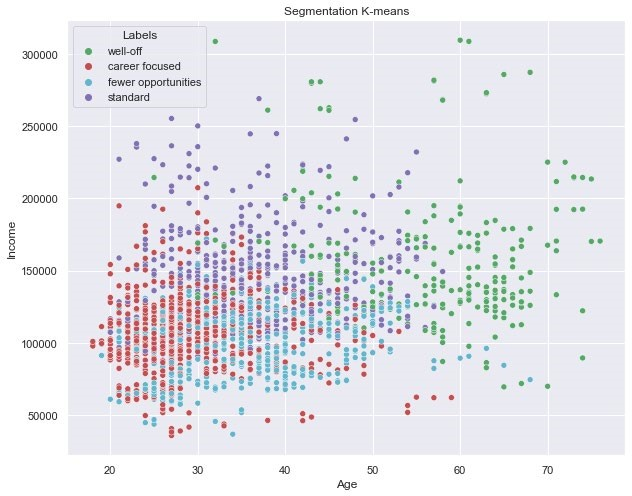 Segmentation K-means
Labels
well-off
career focused
fewer opportunities
standard
300000
250000
200000
150000
100000
50000
Income
20 30 40 50 60 70
Age